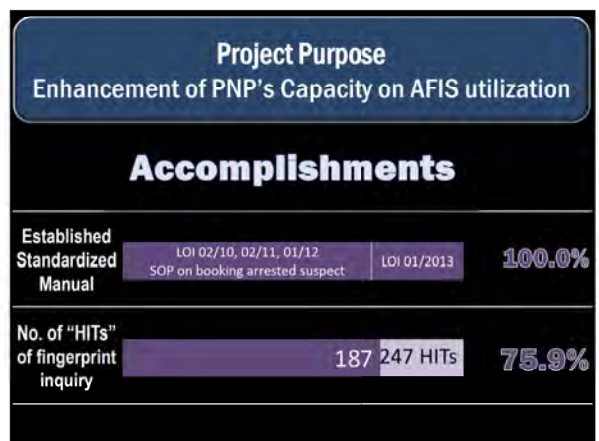 Project Purpose
Enhancement of PNP's Capacity on AFIS utilization
Accomplishments
Established
Standardized
Manual
LOI 02/10, 02/11, 01/12
SOP on booking arrested suspect
LOI 01/2013
100.0%
No. of “HITs”
of fingerprint
inquiry
187
247 HITs
75.9%